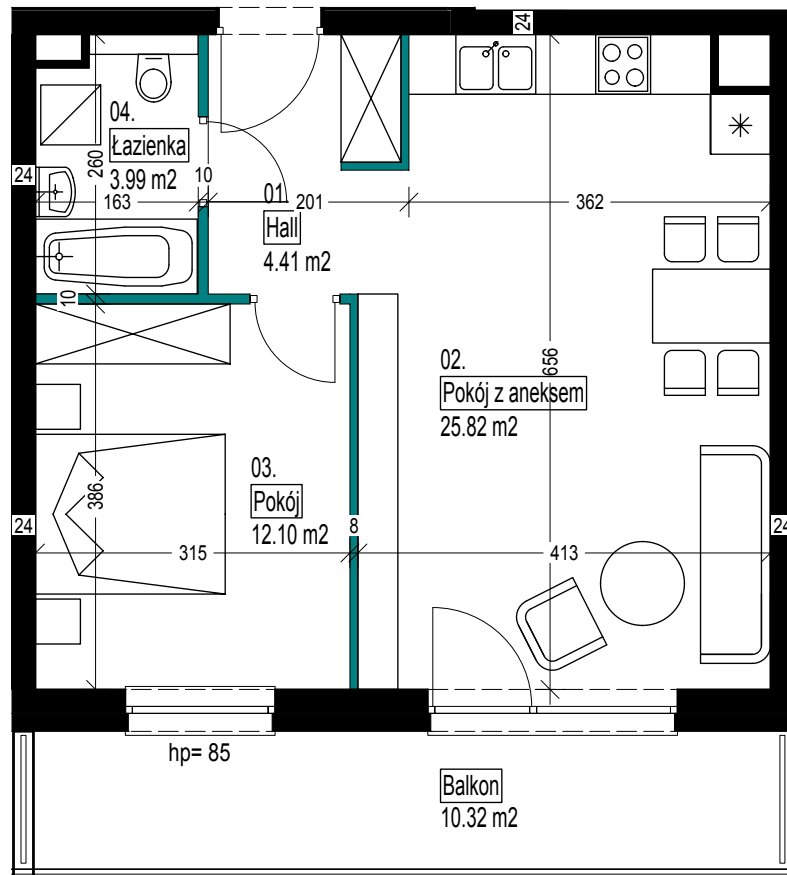 24
04.
Łazienka
3.99 m2
260
24
163
10
01.
201
Hall
4.41 m2
362
10
02.
656
Pokój z aneksem
25.82 m2
03.
Pokój
12.10 m2
386
24
315
8
413
24
hp= 85
Balkon
10.32 m2